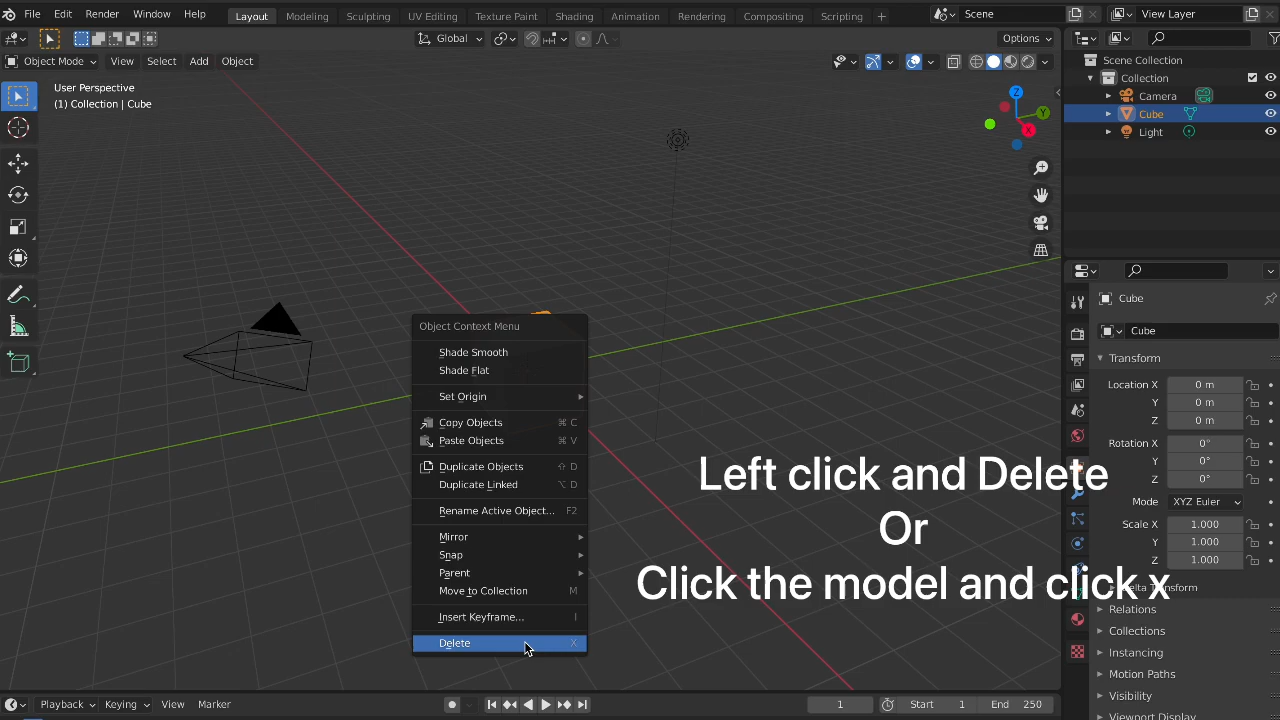 File Edit Render Window Help
Layout Modeling Sculpting UV Editing Texture Paint Shading Animation Rendering Compositing Scripting +
Scene
View Layer
Global
Options
Object Mode View Select Add Object
User Perspective
(1) Collection | Cube
Z
Y
X
Scene Collection
Collection
Camera
Cube
Light
Object Context Menu
Shade Smooth
Shade Flat
Set Origin
Copy Objects ⌘ C
Paste Objects ⌘ V
Duplicate Objects ⇧ D
Duplicate Linked ⌥ D
Rename Active Object... F2
Mirror
Snap
Parent
Move to Collection M
Insert Keyframe... I
Delete X
Left click and Delete
Or
Click the model and click x
Cube
Cube
Transform
Location X 0 m
Y 0 m
Z 0 m
Rotation X 0°
Y 0°
Z 0°
Mode XYZ Euler
Scale X 1.000
Y 1.000
Z 1.000
Transform
Relations
Collections
Instancing
Motion Paths
Visibility
Viewport Display
Playback Keying View Marker
1
Start 1
End 250